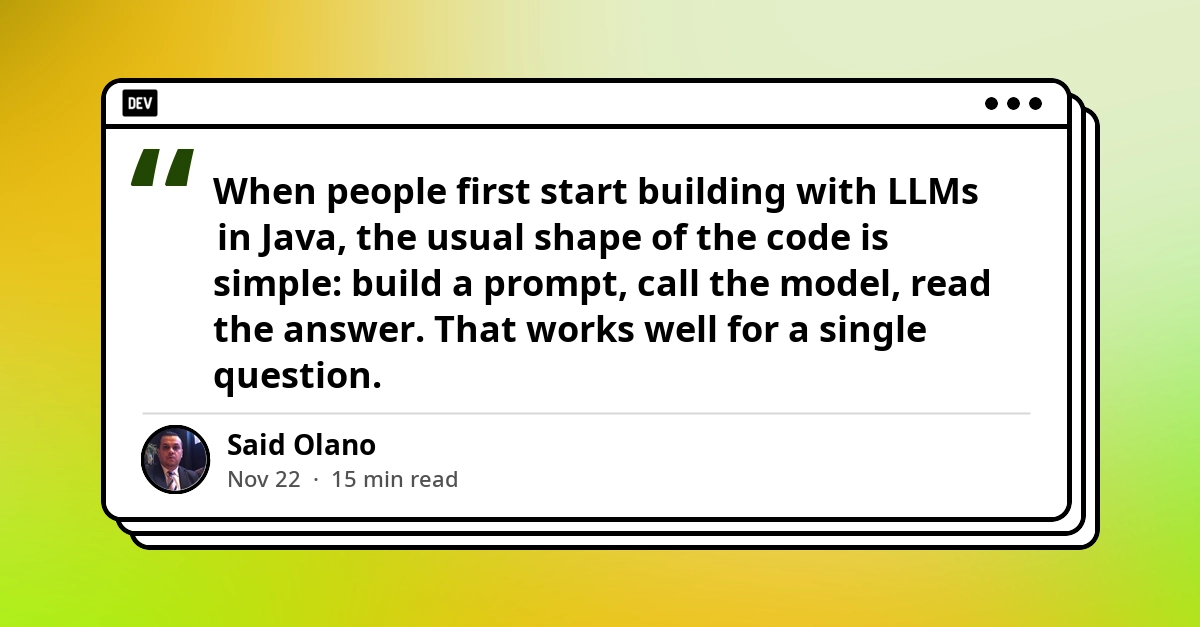 DEV
“
When people first start building with LLMs
in Java, the usual shape of the code is
simple: build a prompt, call the model, read
the answer. That works well for a single
question.
Said Olano
Nov 22 · 15 min read